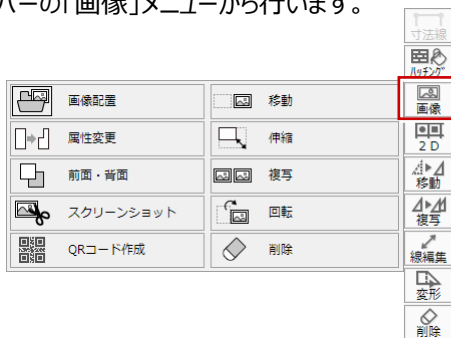 バーの「画像」メニューから行います。
画像配置
移動
属性変更
伸縮
前面・背面
複写
スクリーンショット
回転
QRコード作成
削除
寸法線
ハッチング
画像
2D
移動
複写
線編集
変形
削除